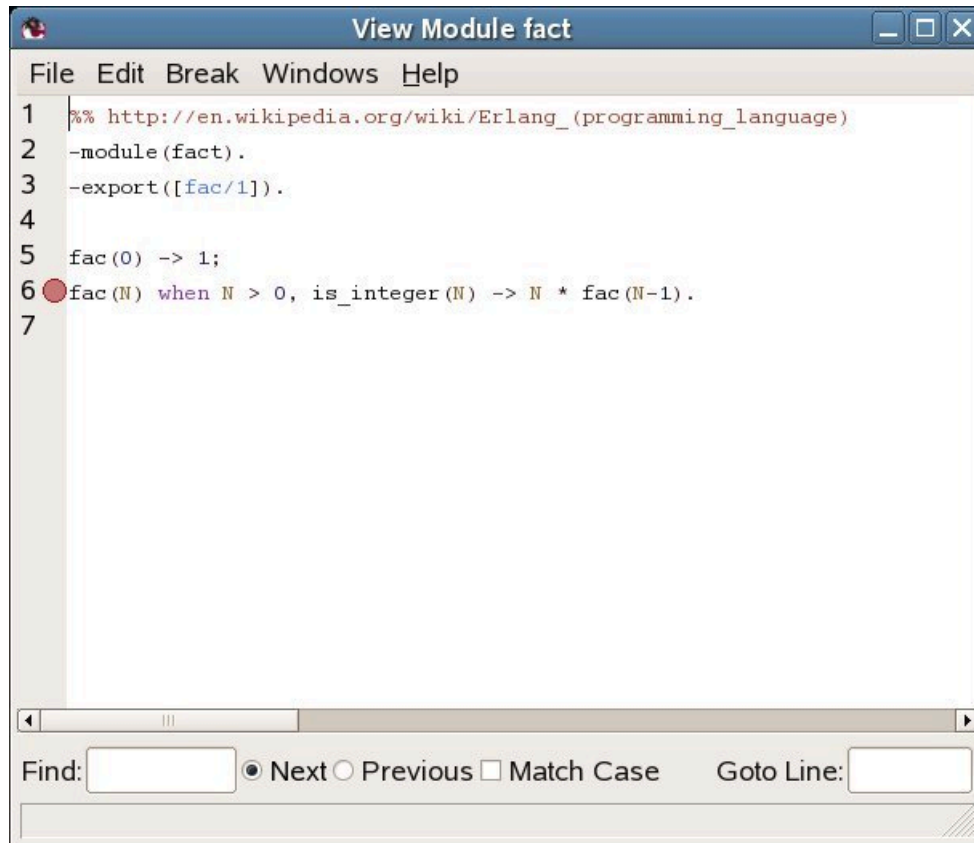 View Module fact
File Edit Break Windows Help
1 %% http://en.wikipedia.org/wiki/Erlang_(programming_language)
2 -module(fact).
3 -export([fac/1]).
4
5 fac(0) -> 1;
6 fac(N) when N > 0, is_integer(N) -> N * fac(N-1).
7
Find: Next Previous Match Case Goto Line: